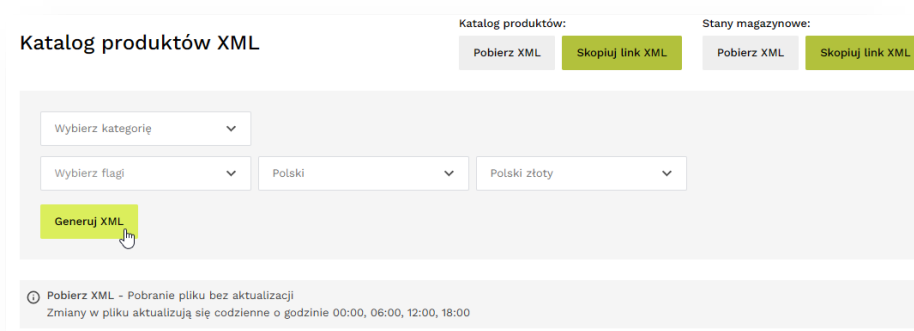 Katalog produktów XML
Katalog produktów:
Pobierz XML
Skopiuj link XML
Stany magazynowe:
Pobierz XML
Skopiuj link XML
Wybierz kategorię
Wybierz flagi
Polski
Polski złoty
Generuj XML
Pobierz XML - Pobranie pliku bez aktualizacji
Zmiany w pliku aktualizują się codzienne o godzinie 00:00, 06:00, 12:00, 18:00